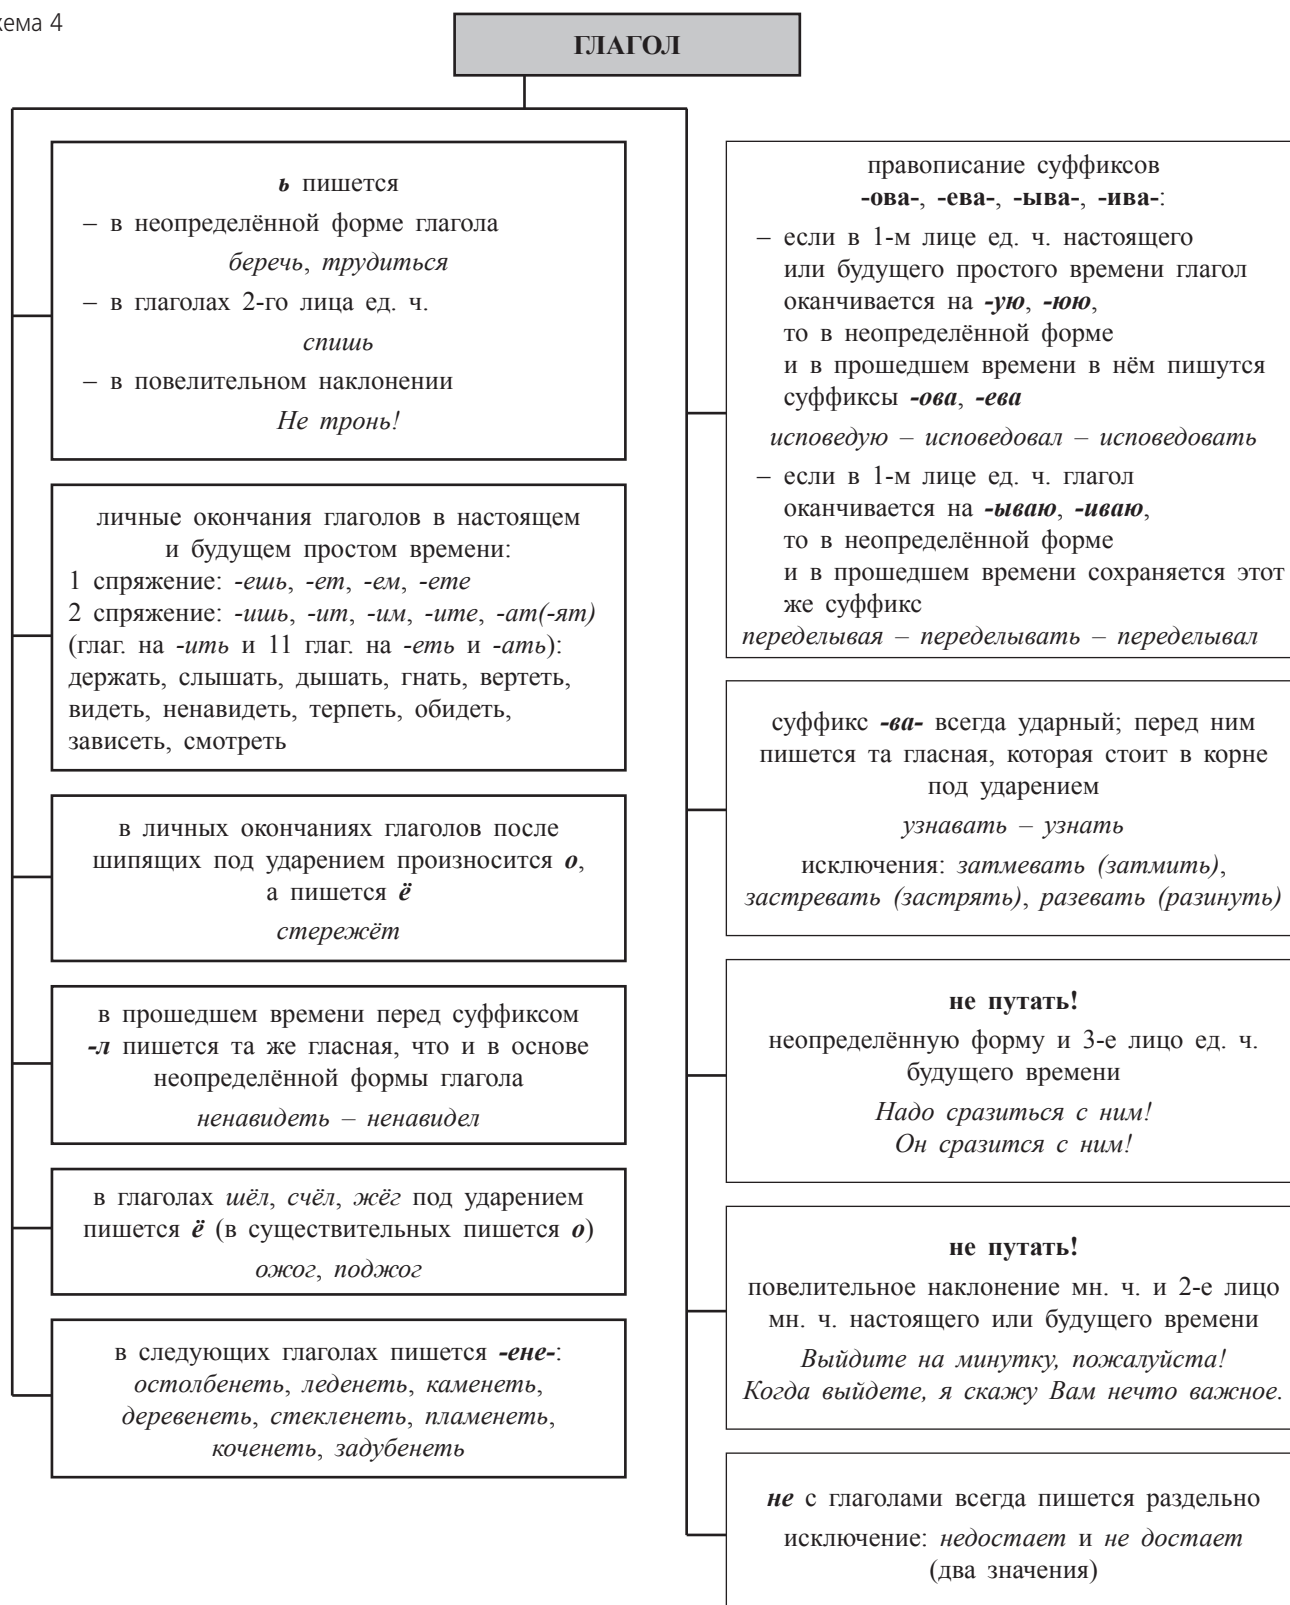 хема 4
ГЛАГОЛ
ь пишется
– в неопределённой форме глагола
беречь, трудиться
– в глаголах 2-го лица ед. ч.
спишь
– в повелительном наклонении
Не тронь!
личные окончания глаголов в настоящем
и будущем простом времени:
1 спряжение: -ешь, -ет, -ем, -ете
2 спряжение: -ишь, -ит, -им, -ите, -ат(-ят)
(глаг. на -ить и 11 глаг. на -еть и -ать):
держать, слышать, дышать, гнать, вертеть,
видеть, ненавидеть, терпеть, обидеть,
зависеть, смотреть
в личных окончаниях глаголов после
шипящих под ударением произносится о,
а пишется ё
стережёт
в прошедшем времени перед суффиксом
-л пишется та же гласная, что и в основе
неопределённой формы глагола
ненавидеть – ненавидел
в глаголах шёл, счёл, жёг под ударением
пишется ё (в существительных пишется о)
ожог, поджог
в следующих глаголах пишется -ене-:
остолбенеть, леденеть, каменеть,
деревенеть, стекленеть, пламенеть,
коченеть, задубенеть
правописание суффиксов
-ова-, -ева-, -ыва-, -ива-:
– если в 1-м лице ед. ч. настоящего
или будущего простого времени глагол
оканчивается на -ую, -юю,
то в неопределённой форме
и в прошедшем времени в нём пишутся
суффиксы -ова, -ева
исповедую – исповедовал – исповедовать
– если в 1-м лице ед. ч. глагол
оканчивается на -ываю, -иваю,
то в неопределённой форме
и в прошедшем времени сохраняется этот
же суффикс
переделывая – переделывать – переделывал
суффикс -ва- всегда ударный; перед ним
пишется та гласная, которая стоит в корне
под ударением
узнавать – узнать
исключения: затмевать (затмить),
застревать (застрять), разевать (разинуть)
не путать!
неопределённую форму и 3-е лицо ед. ч.
будущего времени
Надо сразиться с ним!
Он сразится с ним!
не путать!
повелительное наклонение мн. ч. и 2-е лицо
мн. ч. настоящего или будущего времени
Выйдите на минутку, пожалуйста!
Когда выйдете, я скажу Вам нечто важное.
не с глаголами всегда пишется раздельно
исключение: недостает и не достает
(два значения)